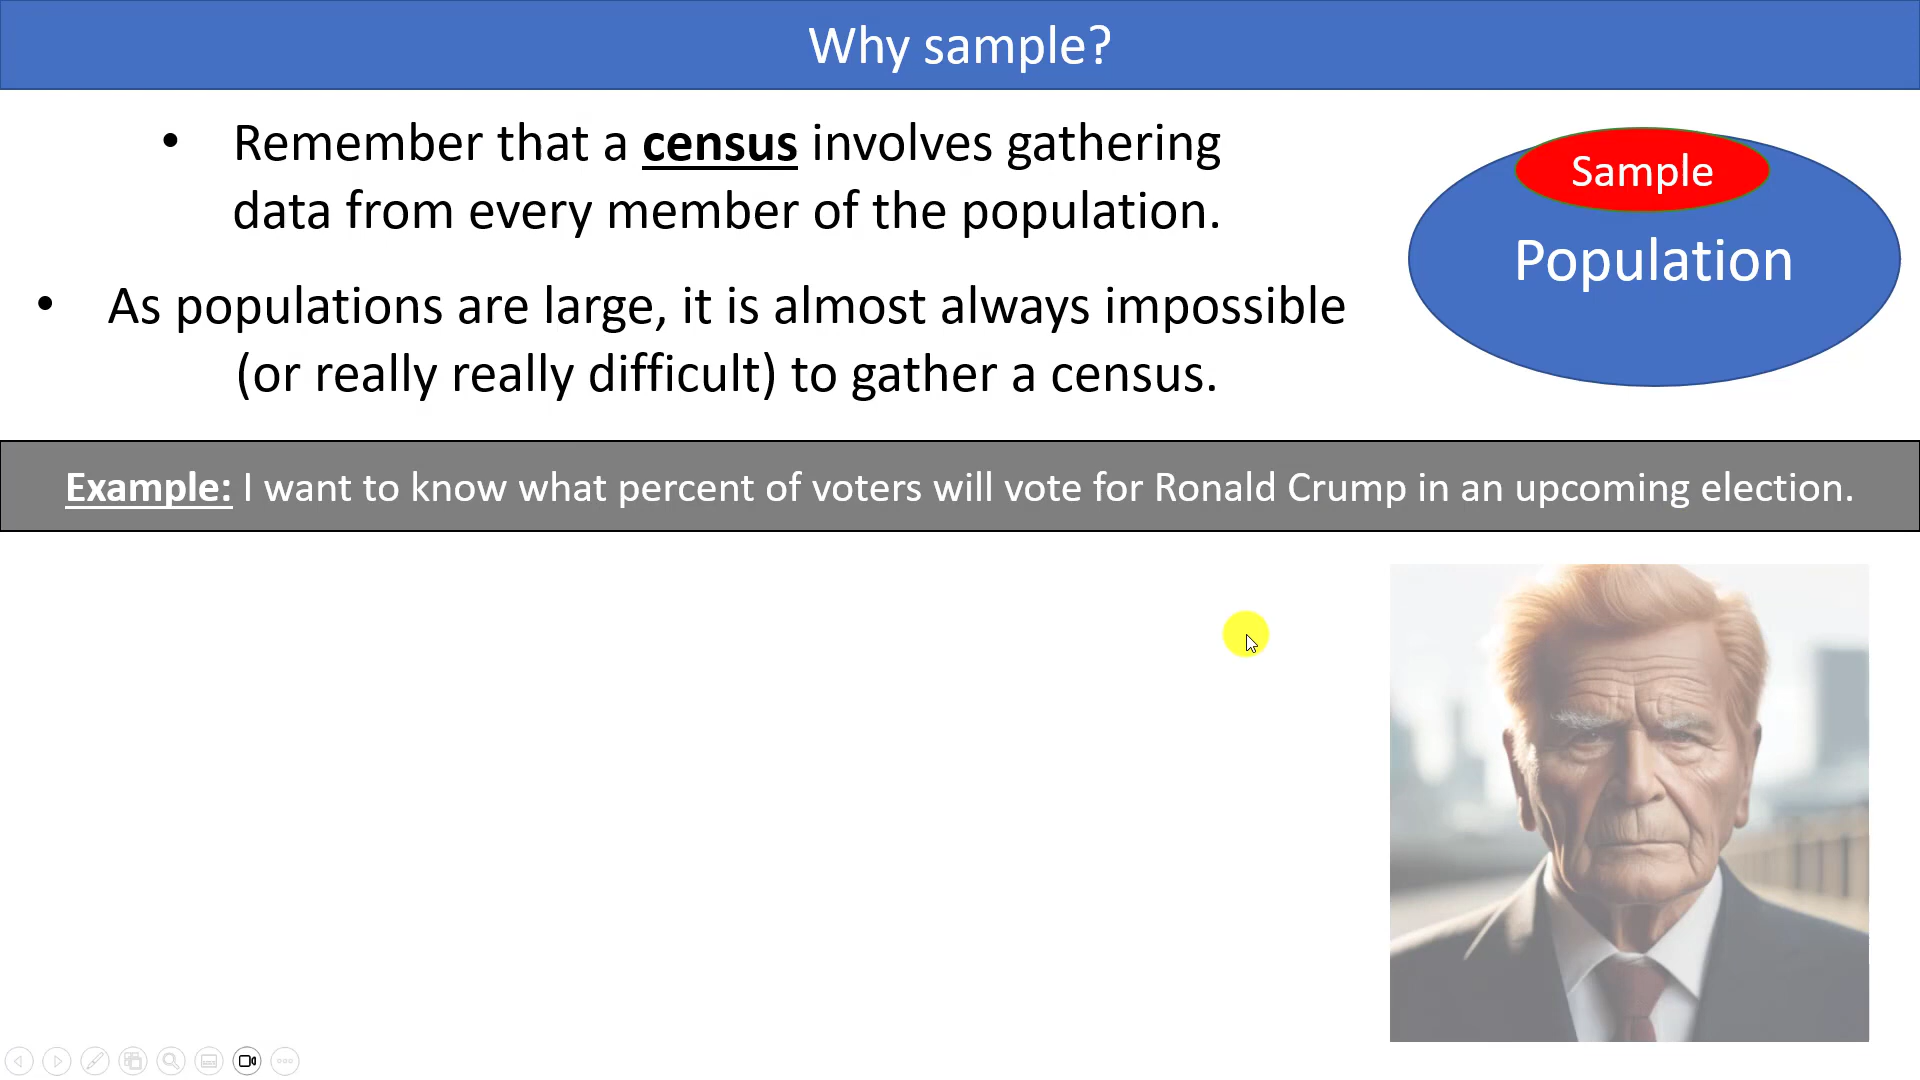 Why sample?
• Remember that a census involves gathering
data from every member of the population.
• As populations are large, it is almost always impossible
(or really really difficult) to gather a census.
Sample
Population
Example: I want to know what percent of voters will vote for Ronald Crump in an upcoming election.